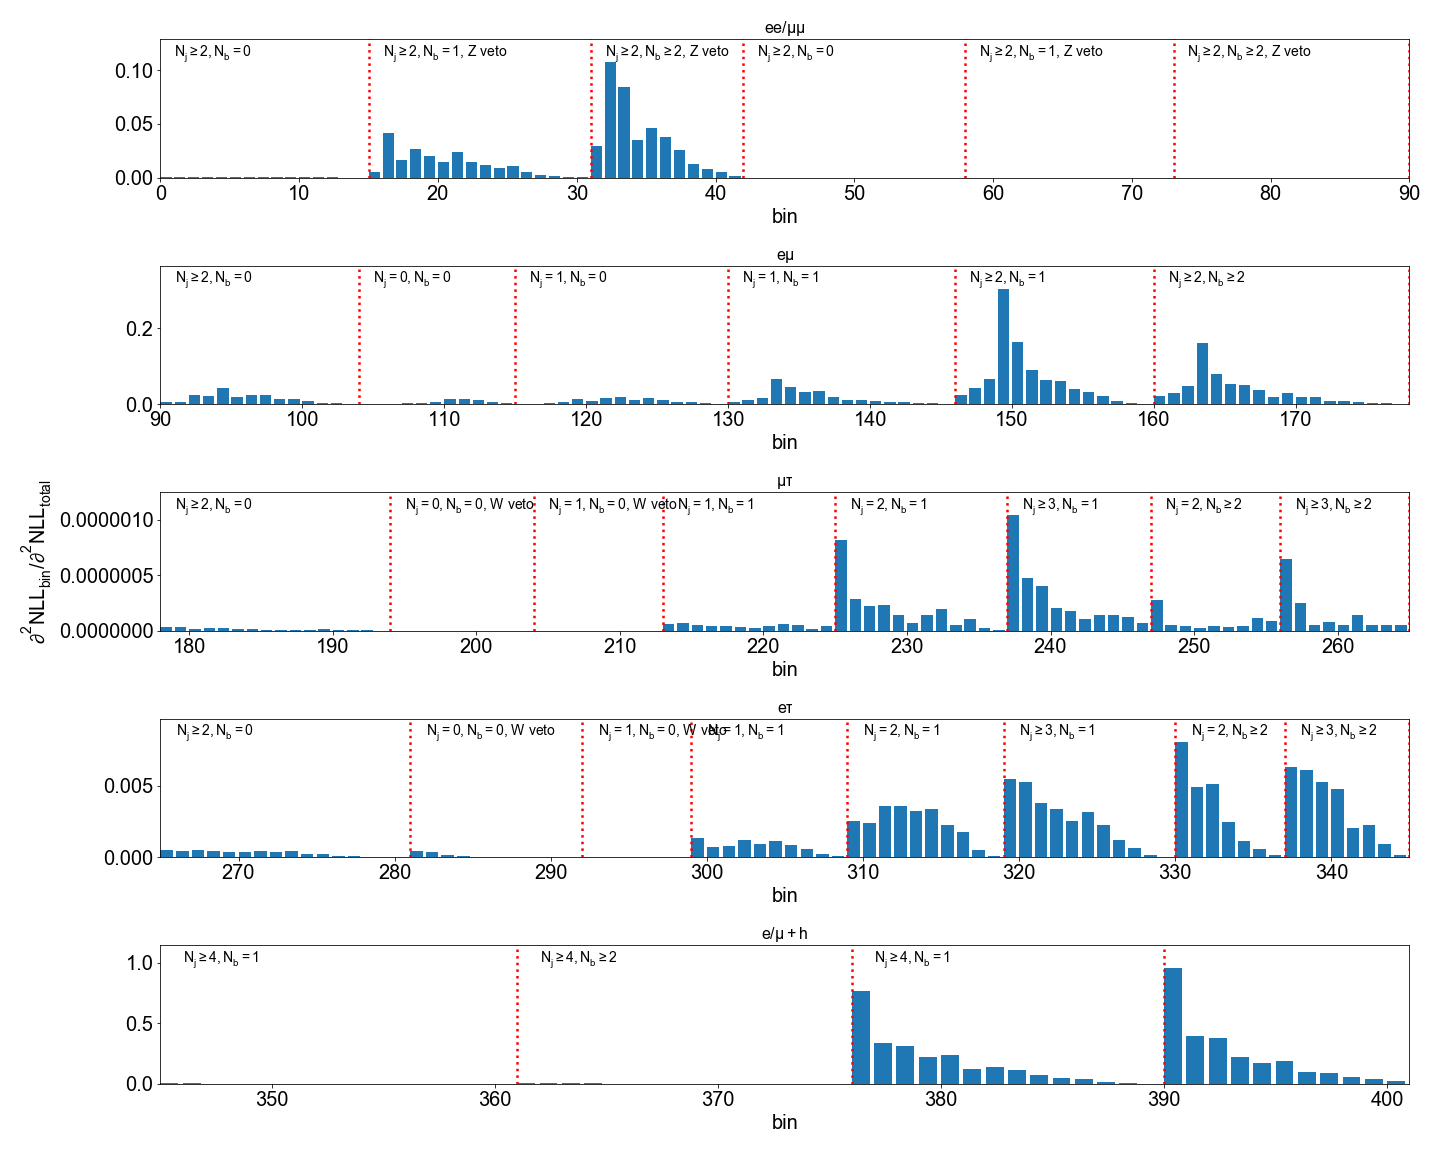 ee/μμ
N_j ≥ 2, N_b = 0 N_j ≥ 2, N_b = 1, Z veto N_j ≥ 2, N_b ≥ 2, Z veto N_j ≥ 2, N_b = 0 N_j ≥ 2, N_b = 1, Z veto N_j ≥ 2, N_b ≥ 2, Z veto
0.10
0.05
0.00
0 10 20 30 40 50 60 70 80 90
bin
eμ
N_j ≥ 2, N_b = 0 N_j = 0, N_b = 0 N_j = 1, N_b = 0 N_j = 1, N_b = 1 N_j ≥ 2, N_b = 1 N_j ≥ 2, N_b ≥ 2
0.2
0.0
90 100 110 120 130 140 150 160 170
bin
∂²NLL_bin/∂²NLL_total
μτ
N_j ≥ 2, N_b = 0 N_j = 0, N_b = 0, W veto N_j = 1, N_b = 0, W veto N_j = 1, N_b = 1 N_j = 2, N_b = 1 N_j ≥ 3, N_b = 1 N_j = 2, N_b ≥ 2 N_j ≥ 3, N_b ≥ 2
0.0000010
0.0000005
0.0000000
180 190 200 210 220 230 240 250 260
bin
eτ
N_j ≥ 2, N_b = 0 N_j = 0, N_b = 0, W veto N_j = 1, N_b = 0, W veto N_j = 1, N_b = 1 N_j = 2, N_b = 1 N_j ≥ 3, N_b = 1 N_j = 2, N_b ≥ 2 N_j ≥ 3, N_b ≥ 2
0.005
0.000
270 280 290 300 310 320 330 340
bin
e/μ + h
N_j ≥ 4, N_b = 1 N_j ≥ 4, N_b ≥ 2 N_j ≥ 4, N_b = 1
1.0
0.5
0.0
350 360 370 380 390 400
bin